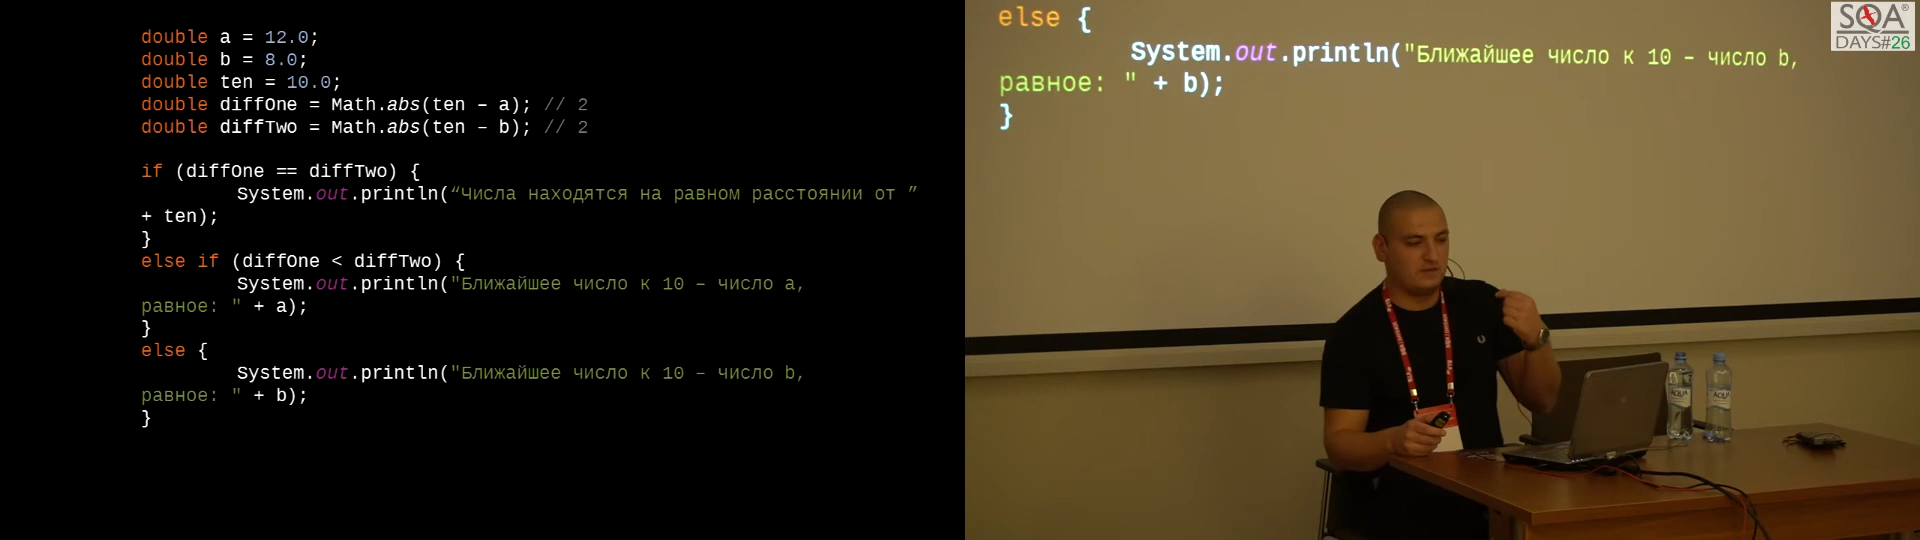 double a = 12.0;
double b = 8.0;
double ten = 10.0;
double diffOne = Math.abs(ten – a); // 2
double diffTwo = Math.abs(ten – b); // 2
if (diffOne == diffTwo) {
System.out.println(“Числа находятся на равном расстоянии от ”
+ ten);
}
else if (diffOne < diffTwo) {
System.out.println("Ближайшее число к 10 – число a,
равное: " + a);
}
else {
System.out.println("Ближайшее число к 10 – число b,
равное: " + b);
}
else {
System.out.println("Ближайшее число к 10 – число b,
равное: " + b);
}
SQA®
DAYS#26
AQUA
AQUA